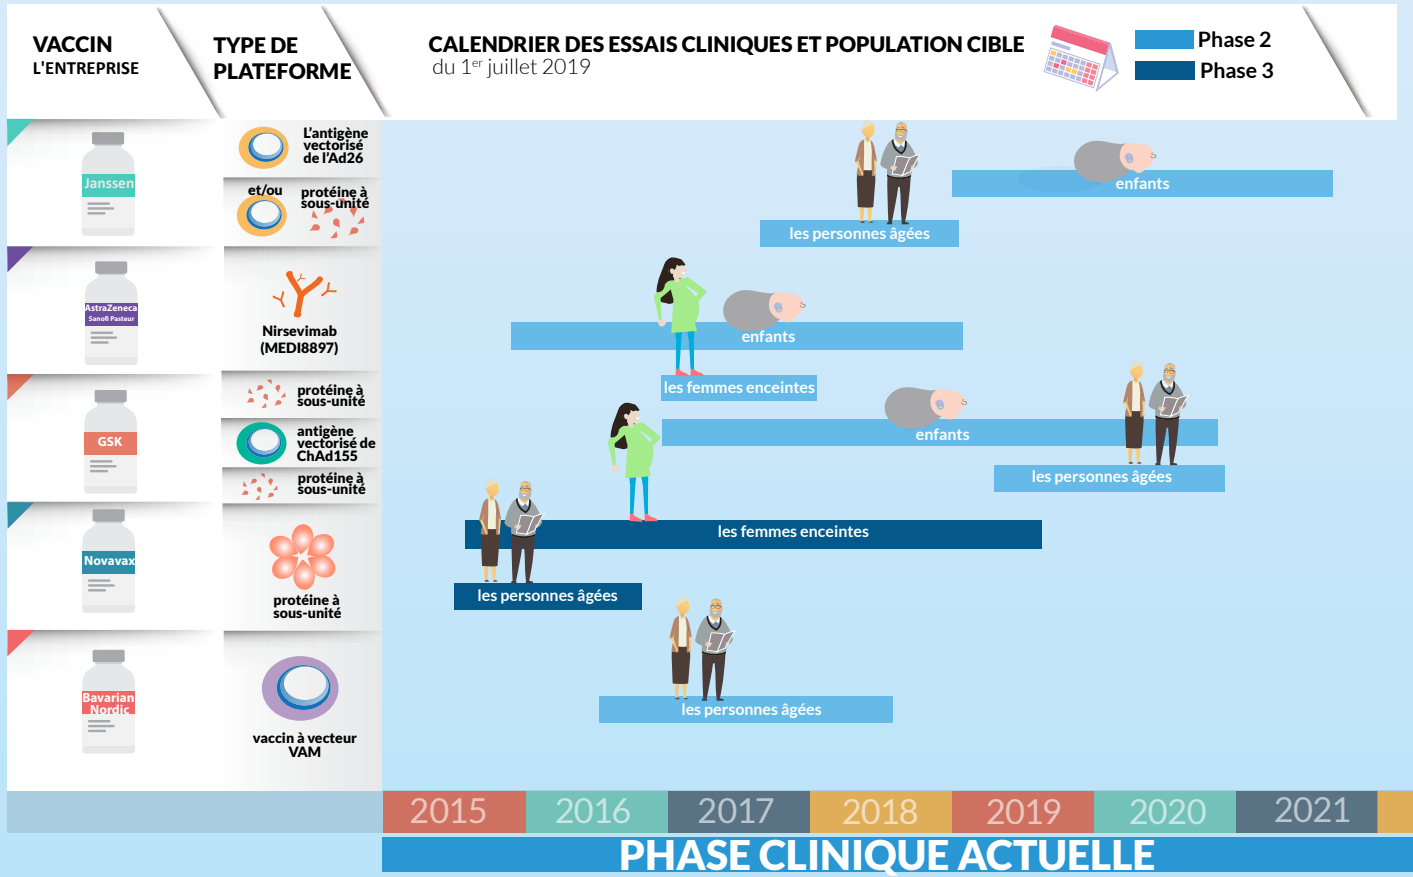 VACCIN
L'ENTREPRISE
TYPE DE
PLATEFORME
CALENDRIER DES ESSAIS CLINIQUES ET POPULATION CIBLE
du 1er juillet 2019
Phase 2
Phase 3
Janssen
L'antigène
vectorisé
de l'Ad26
et/ou
protéine à
sous-unité
enfants
les personnes âgées
AstraZeneca
Sanofi Pasteur
Nirsevimab
(MEDI8897)
enfants
les femmes enceintes
GSK
protéine à
sous-unité
antigène
vectorisé de
ChAd155
protéine à
sous-unité
enfants
les personnes âgées
Novavax
protéine à
sous-unité
les femmes enceintes
les personnes âgées
Bavarian
Nordic
vaccin à vecteur
VAM
les personnes âgées
2015
2016
2017
2018
2019
2020
2021
PHASE CLINIQUE ACTUELLE